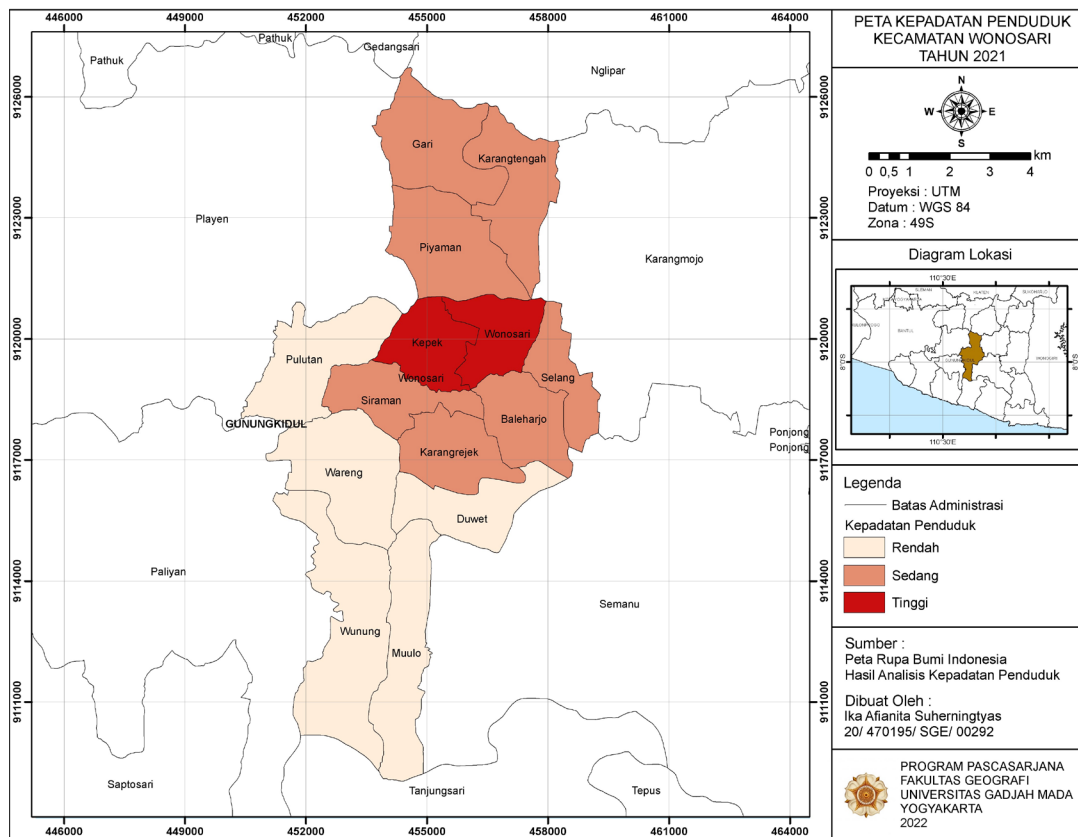 446000 449000 452000 455000 458000 461000 464000
Pathuk
Pathuk
Gedangsari
Nglipar
9126000
9126000
Gari
Karangtengah
Playen
9123000
9123000
Piyaman
Karangmojo
9120000
9120000
Kepek
Wonosari
Pulutan
Wonosari
Selang
Siraman
Baleharjo
GUNUNGKIDUL
Ponjong
Ponjong
9117000
9117000
Karangrejek
Wareng
Duwet
9114000
9114000
Paliyan
Semanu
Wunung
Muulo
9111000
9111000
Saptosari
Tanjungsari
Tepus
446000 449000 452000 455000 458000 461000 464000
PETA KEPADATAN PENDUDUK
KECAMATAN WONOSARI
TAHUN 2021
N
W E
S
km
0 0,5 1 2 3 4
Proyeksi : UTM
Datum : WGS 84
Zona : 49S
Diagram Lokasi
110°30'E
8°0'S
8°0'S
BANTUL
110°30'E
Legenda
Batas Administrasi
Kepadatan Penduduk
Rendah
Sedang
Tinggi
Sumber :
Peta Rupa Bumi Indonesia
Hasil Analisis Kepadatan Penduduk
Dibuat Oleh :
Ika Afianita Suherningtyas
20/ 470195/ SGE/ 00292
PROGRAM PASCASARJANA
FAKULTAS GEOGRAFI
UNIVERSITAS GADJAH MADA
YOGYAKARTA
2022